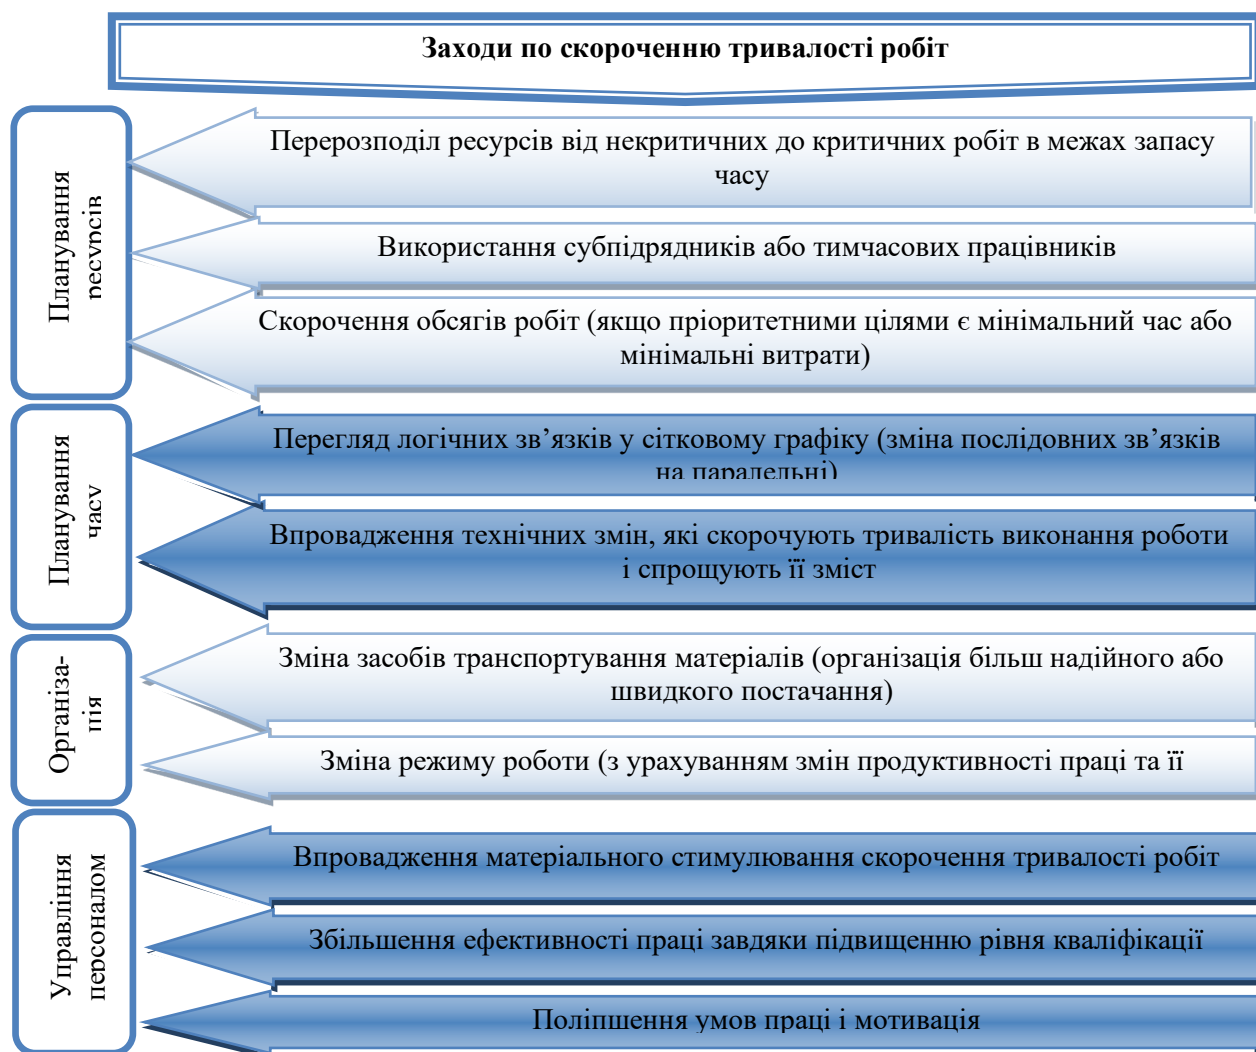 Заходи по скороченню тривалості робіт
Планування
ресурсів
Перерозподіл ресурсів від некритичних до критичних робіт в межах запасу
часу
Використання субпідрядників або тимчасових працівників
Скорочення обсягів робіт (якщо пріоритетними цілями є мінімальний час або
мінімальні витрати)
Планування
часу
Перегляд логічних зв’язків у сітковому графіку (зміна послідовних зв’язків
на паралельні)
Впровадження технічних змін, які скорочують тривалість виконання роботи
і спрощують її зміст
Організа-
ція
Зміна засобів транспортування матеріалів (організація більш надійного або
швидкого постачання)
Зміна режиму роботи (з урахуванням змін продуктивності праці та її
Управління
персоналом
Впровадження матеріального стимулювання скорочення тривалості робіт
Збільшення ефективності праці завдяки підвищенню рівня кваліфікації
Поліпшення умов праці і мотивація